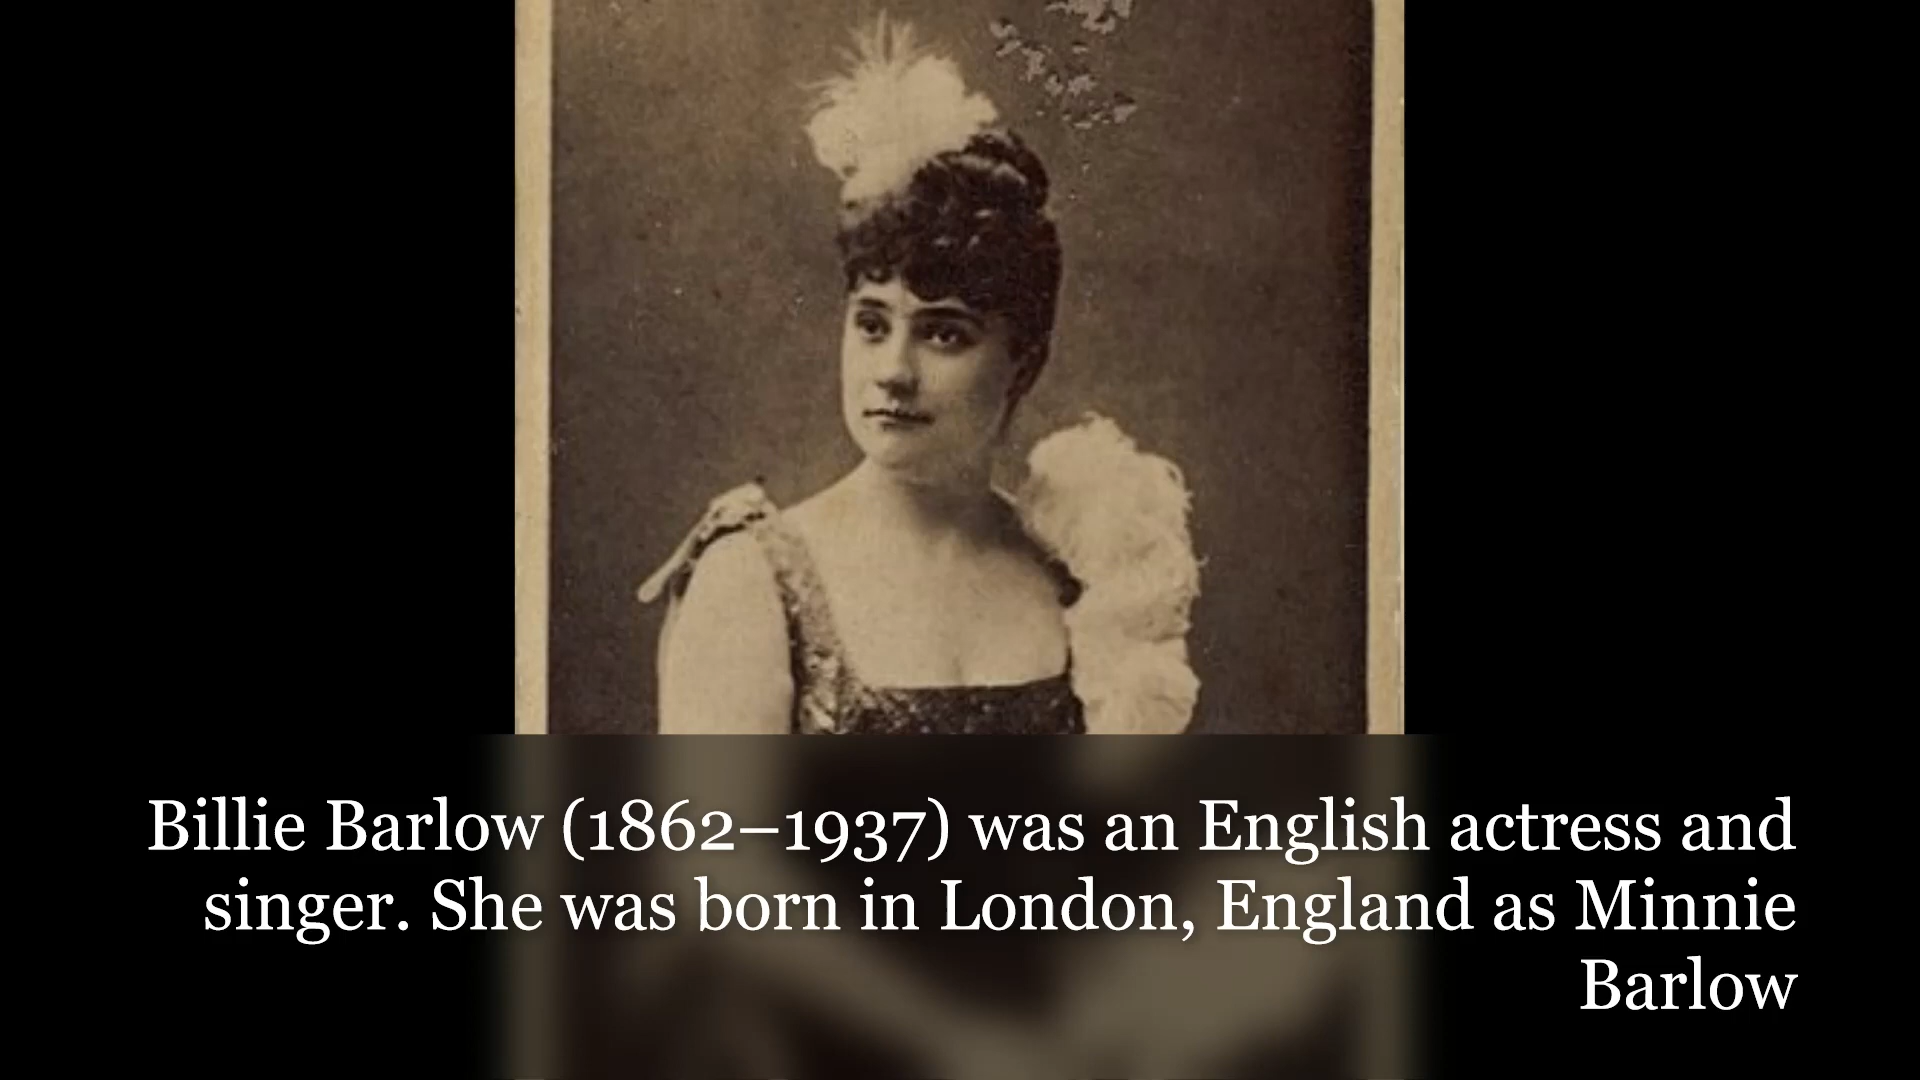 Billie Barlow (1862–1937) was an English actress and
singer. She was born in London, England as Minnie
Barlow